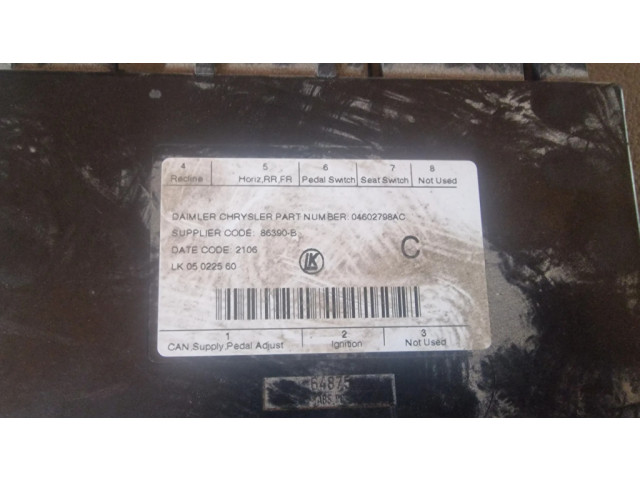 4 5 6 7 8
Recline Horiz,RR,FR Pedal Switch Seat Switch Not Used
DAIMLER CHRYSLER PART NUMBER: 04602798AC
SUPPLIER CODE: 86390-B
DATE CODE: 2106
LK 05 0225 60
LK
C
1 2 3
CAN,Supply,Pedal Adjust Ignition Not Used